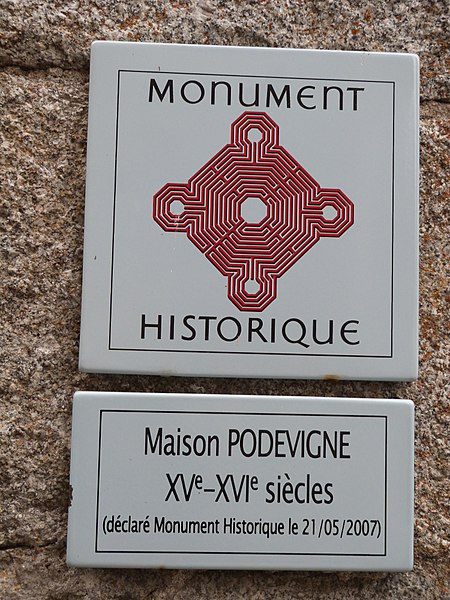 MONUMENT
HISTORIQUE
Maison PODEVIGNE
XVe-XVIe siècles
(déclaré Monument Historique le 21/05/2007)